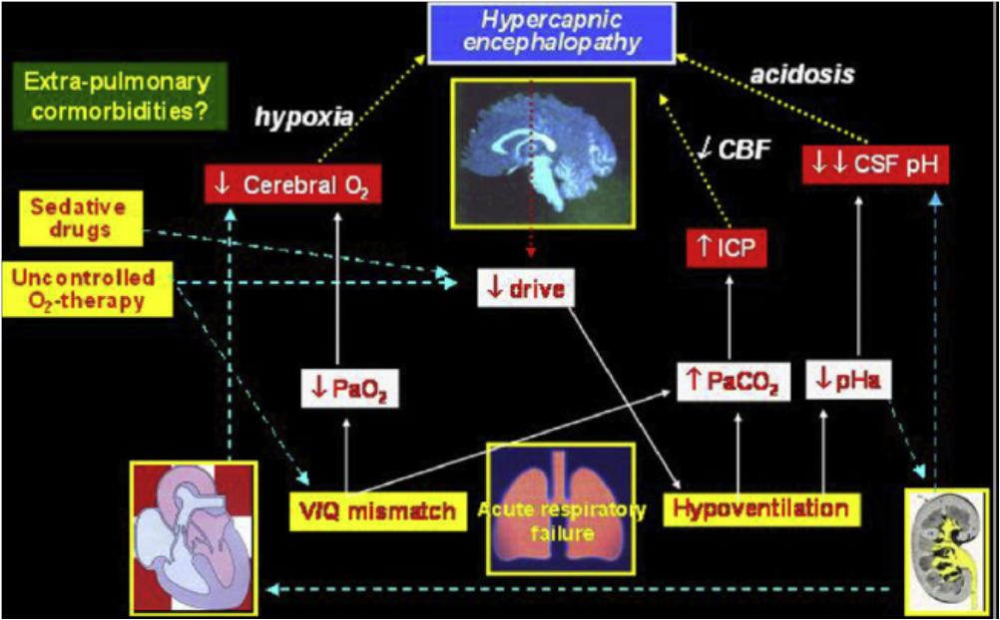 Hypercapnic
encephalopathy
Extra-pulmonary
cormorbidities?
hypoxia
acidosis
↓ CBF
↓ Cerebral O₂
↓↓ CSF pH
Sedative
drugs
↑ ICP
Uncontrolled
O₂-therapy
↓ drive
↓ PaO₂
↑ PaCO₂
↓ pHa
V/Q mismatch
Acute respiratory
failure
Hypoventilation